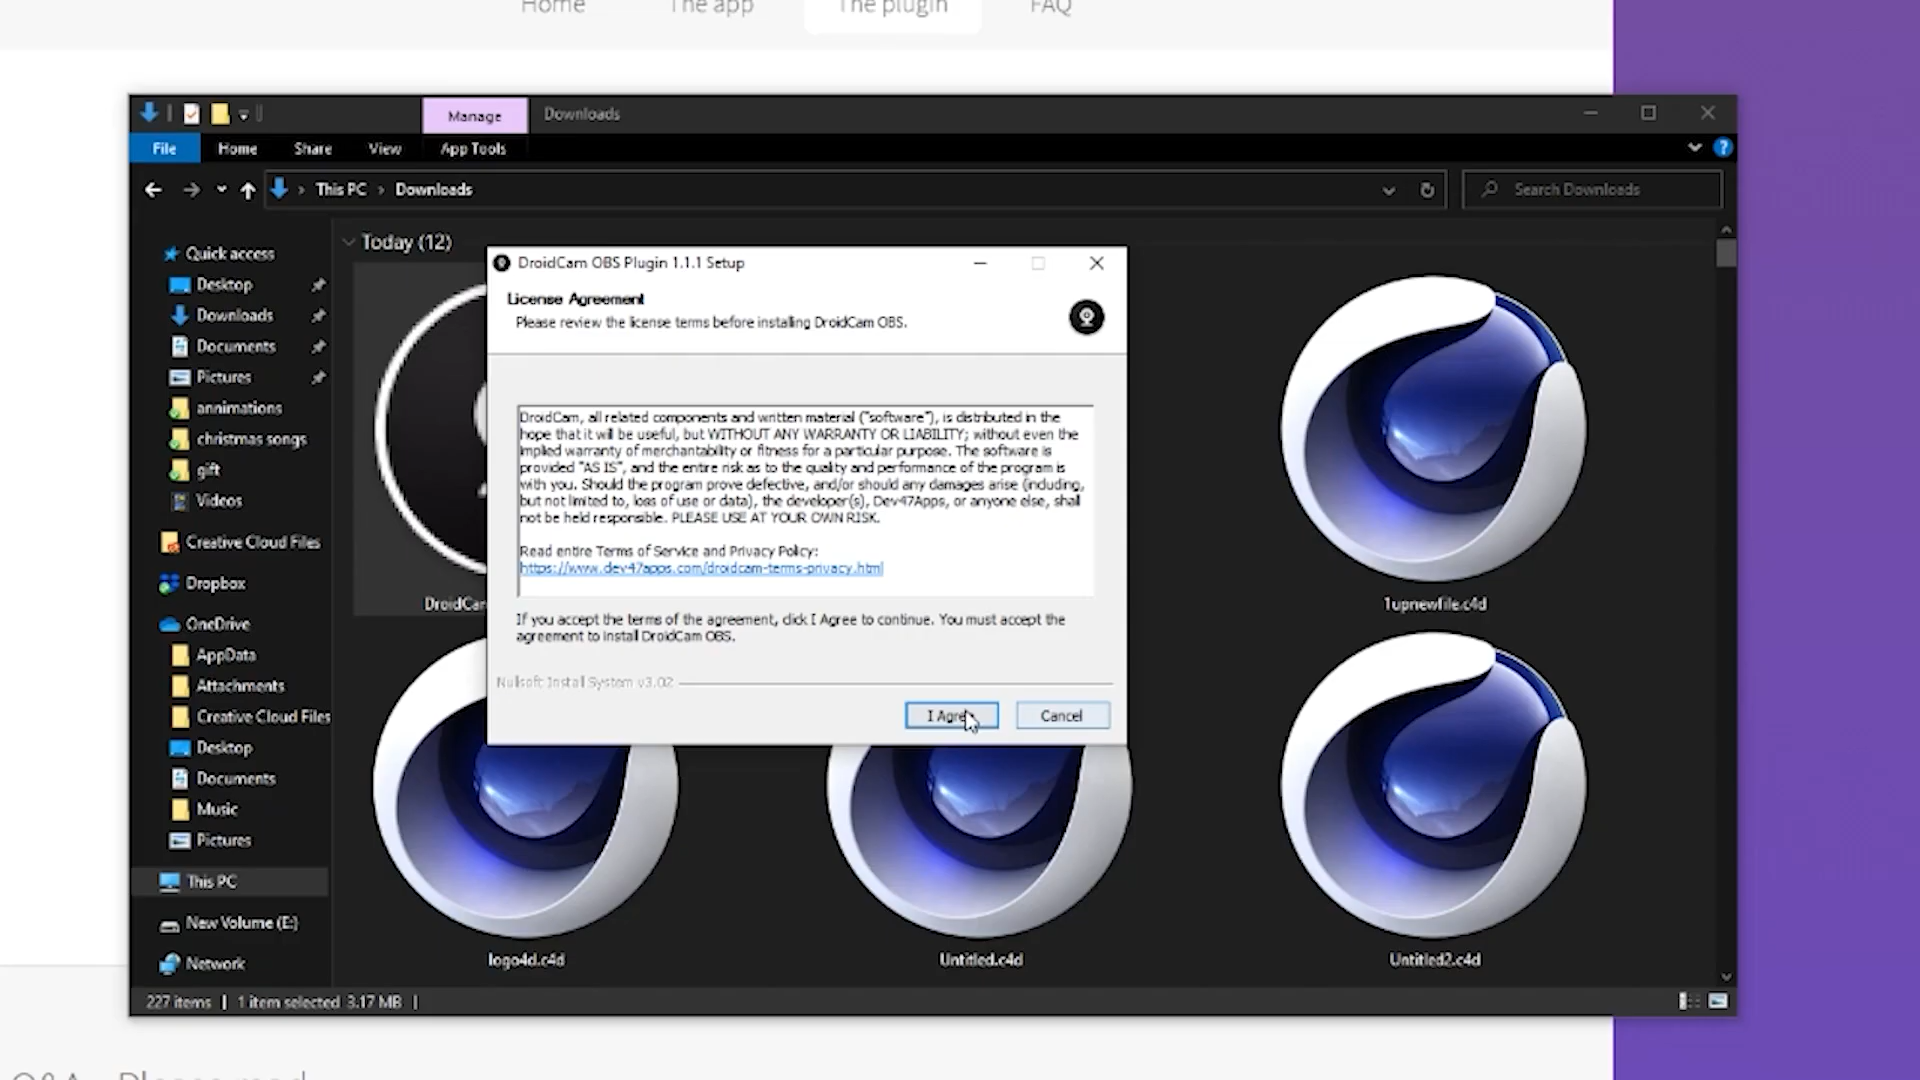 Home The app The plugin FAQ
Manage Downloads
File Home Share View App Tools
This PC Downloads Search Downloads
Quick access
Desktop
Downloads
Documents
Pictures
annimations
christmas songs
gift
Videos
Creative Cloud Files
Dropbox
OneDrive
AppData
Attachments
Creative Cloud Files
Desktop
Documents
Music
Pictures
This PC
New Volume (E:)
Network
Today (12)
DroidCam OBS Plugin 1.1.1 Setup
License Agreement
Please review the license terms before installing DroidCam OBS.
DroidCam, all related components and written material ("software"), is distributed in the
hope that it will be useful, but WITHOUT ANY WARRANTY OR LIABILITY; without even the
implied warranty of merchantability or fitness for a particular purpose. The software is
provided "AS IS", and the entire risk as to the quality and performance of the program is
with you. Should the program prove defective, and/or should any damages arise (including,
but not limited to, loss of use or data), the developer(s), Dev47Apps, or anyone else, shall
not be held responsible. PLEASE USE AT YOUR OWN RISK.
Read entire Terms of Service and Privacy Policy:
https://www.dev47apps.com/droidcam-terms-privacy.html
If you accept the terms of the agreement, click I Agree to continue. You must accept the
agreement to install DroidCam OBS.
Nullsoft Install System v3.02
I Agree Cancel
1upnewfile.c4d
logo4d.c4d
Untitled.c4d
Untitled2.c4d
227 items 1 item selected 3.17 MB